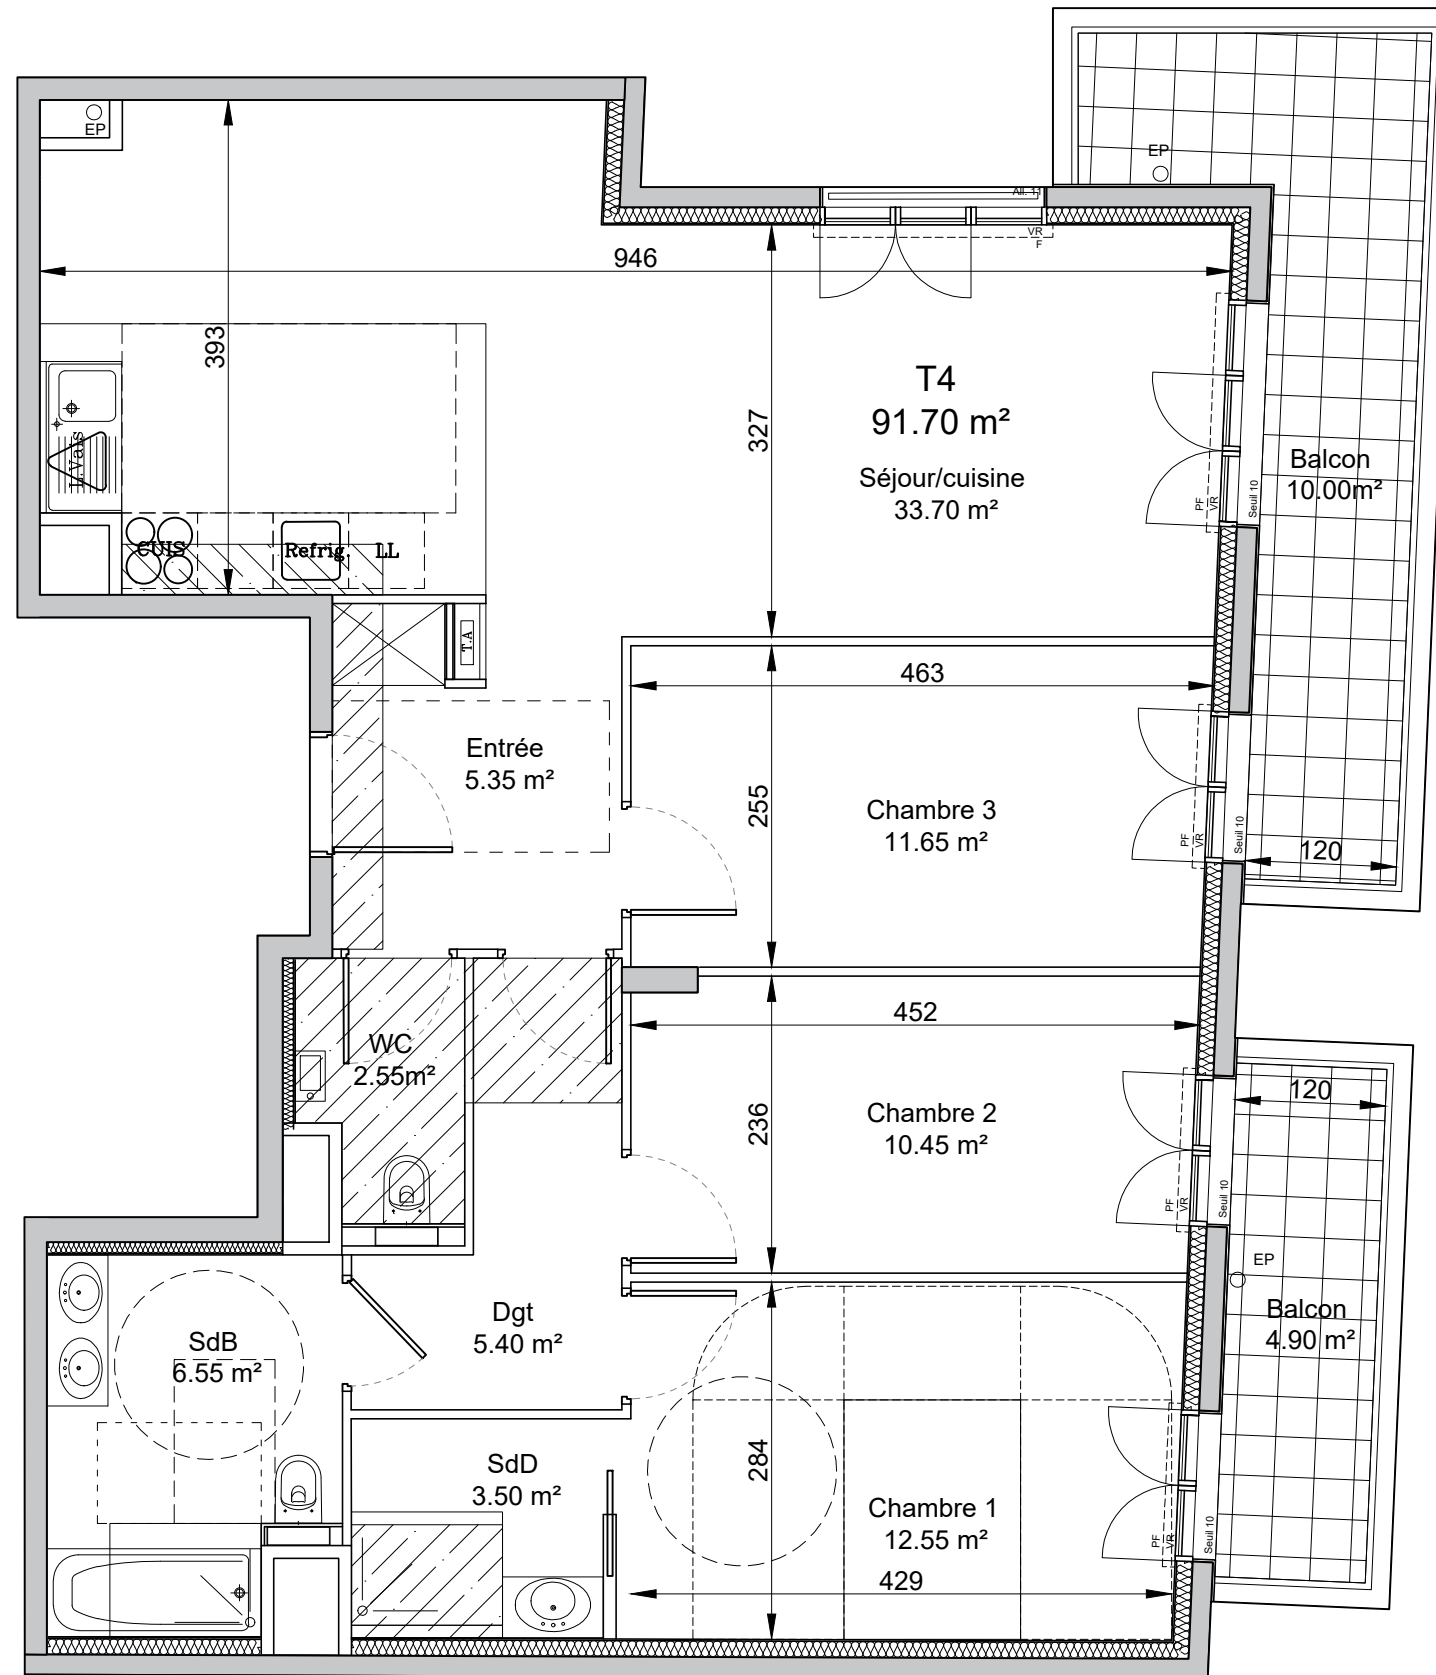 EP
EP
All. 11
VR
F
946
393
327
T4
91.70 m²
Séjour/cuisine
33.70 m²
Balcon
10.00m²
L.Vais
PF
VR
Seuil 10
CUIS
Refrig
LL
T.A
463
Entrée
5.35 m²
255
Chambre 3
11.65 m²
PF
VR
Seuil 10
120
WC
2.55m²
452
236
Chambre 2
10.45 m²
120
PF
VR
Seuil 10
EP
Balcon
4.90 m²
Dgt
5.40 m²
SdB
6.55 m²
SdD
3.50 m²
284
Chambre 1
12.55 m²
429
PF
VR
Seuil 10